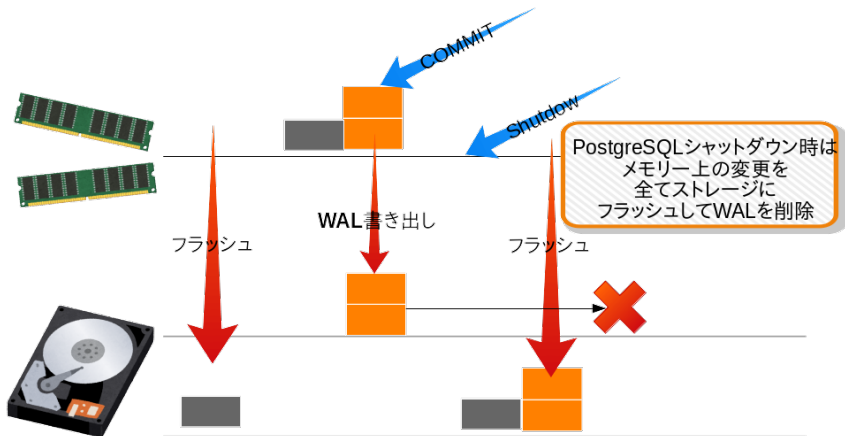 COMMIT
Shutdow
PostgreSQLシャットダウン時は
メモリー上の変更を
全てストレージに
フラッシュしてWALを削除
WAL書き出し
フラッシュ
フラッシュ